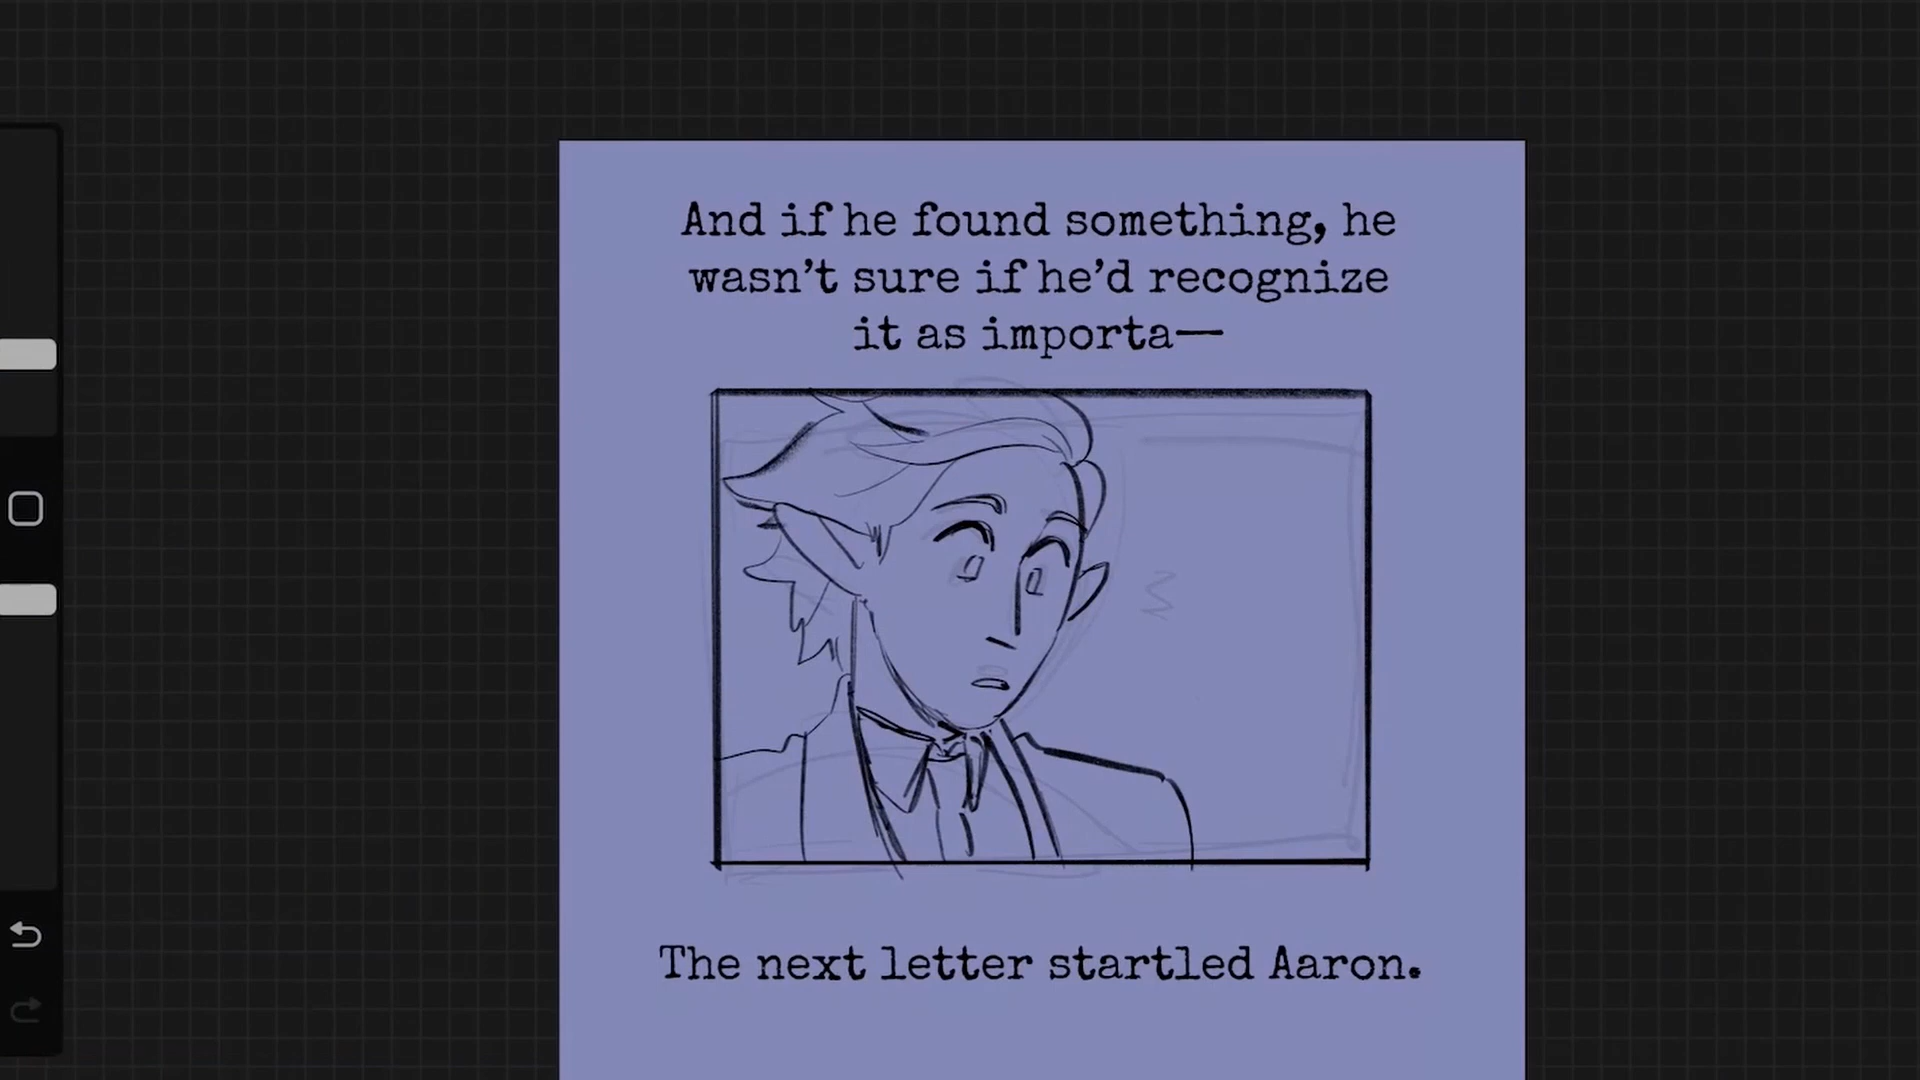 And if he found something, he
wasn’t sure if he’d recognize
it as importa—
The next letter startled Aaron.